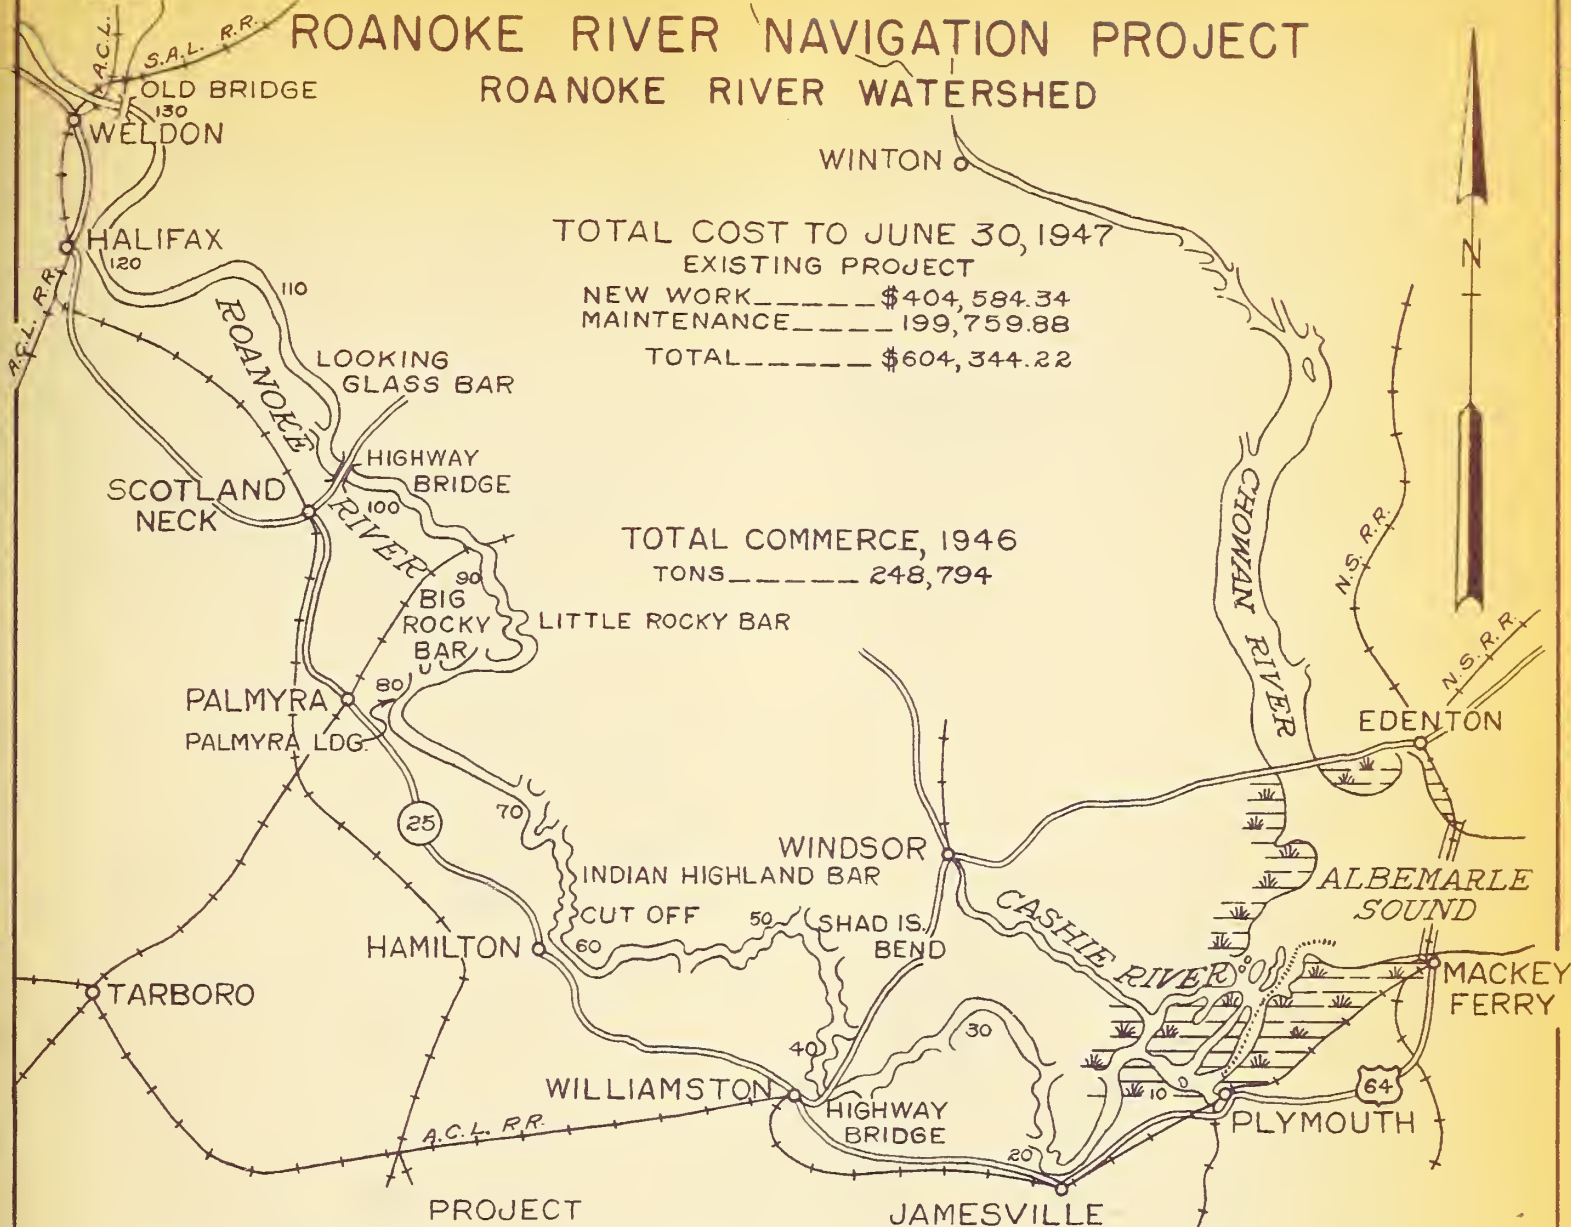 ROANOKE RIVER NAVIGATION PROJECT
ROANOKE RIVER WATERSHED
A.C.L.
S.A.L. R.R.
OLD BRIDGE
130
WELDON
WINTON
HALIFAX
120
110
A.C.L. R.R.
TOTAL COST TO JUNE 30, 1947
EXISTING PROJECT
NEW WORK_____$404,584.34
MAINTENANCE____199,759.88
TOTAL_____$604,344.22
N
ROANOKE RIVER
LOOKING
GLASS BAR
HIGHWAY
BRIDGE
SCOTLAND
NECK
100
TOTAL COMMERCE, 1946
TONS_____248,794
CHOWAN RIVER
N.S. R.R.
90
BIG
ROCKY
BAR
LITTLE ROCKY BAR
N.S. R.R.
80
PALMYRA
PALMYRA LDG.
EDENTON
70
25
WINDSOR
INDIAN HIGHLAND BAR
ALBEMARLE
SOUND
CUT OFF
50
SHAD IS.
BEND
CASHIE RIVER
HAMILTON
60
TARBORO
MACKEY
FERRY
30
40
WILLIAMSTON
HIGHWAY
BRIDGE
10
64
PLYMOUTH
A.C.L. R.R.
20
PROJECT
JAMESVILLE